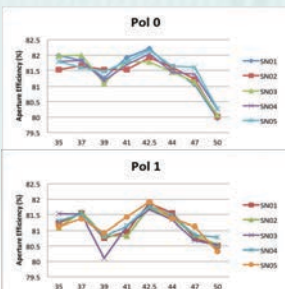 Pol 0
Aperture Efficiency (%)
82.5
82
81.5
81
80.5
80
79.5
35 37 39 41 42.5 44 47 50
SN01
SN02
SN03
SN04
SN05
Pol 1
Aperture Efficiency (%)
82.5
82
81.5
81
80.5
80
79.5
35 37 39 41 42.5 44 47 50
SN01
SN02
SN03
SN04
SN05